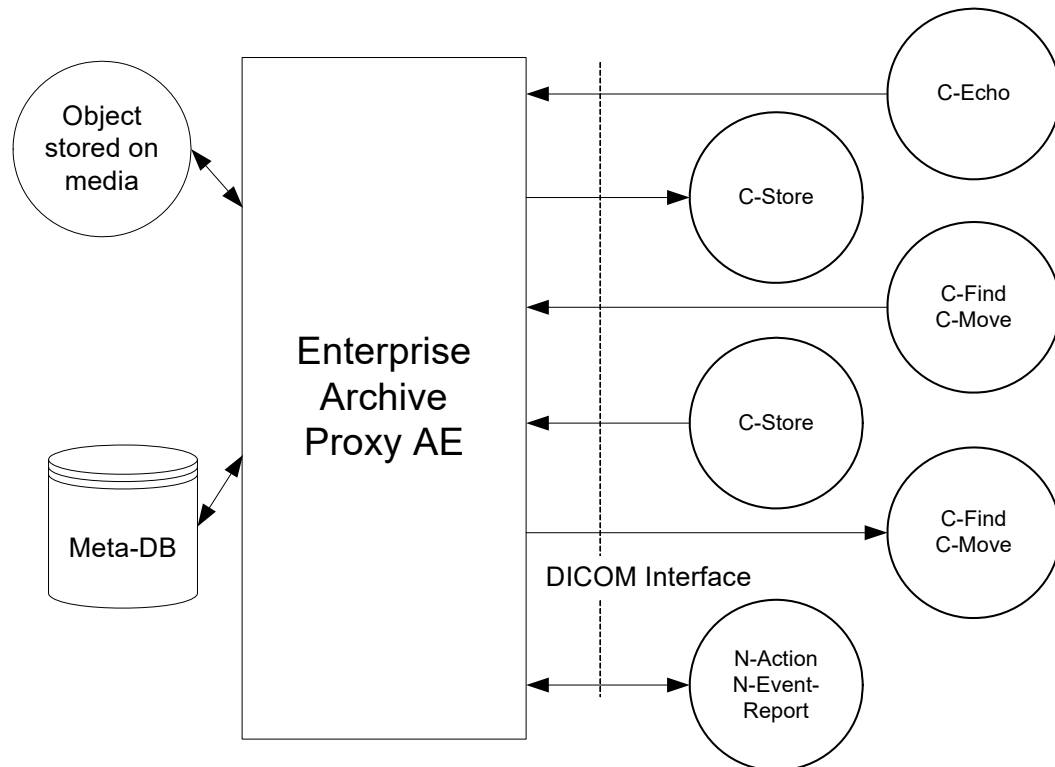 Object
stored on
media
Meta-DB
Enterprise
Archive
Proxy AE
DICOM Interface
C-Echo
C-Store
C-Find
C-Move
C-Store
C-Find
C-Move
N-Action
N-Event-
Report